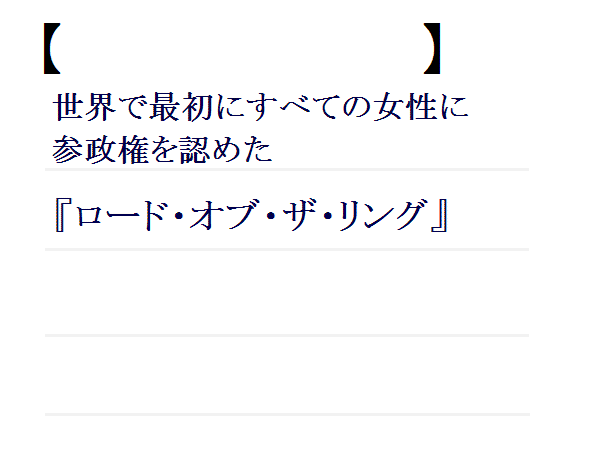 【　　　　　　　　　　】
世界で最初にすべての女性に
参政権を認めた
『ロード・オブ・ザ・リング』